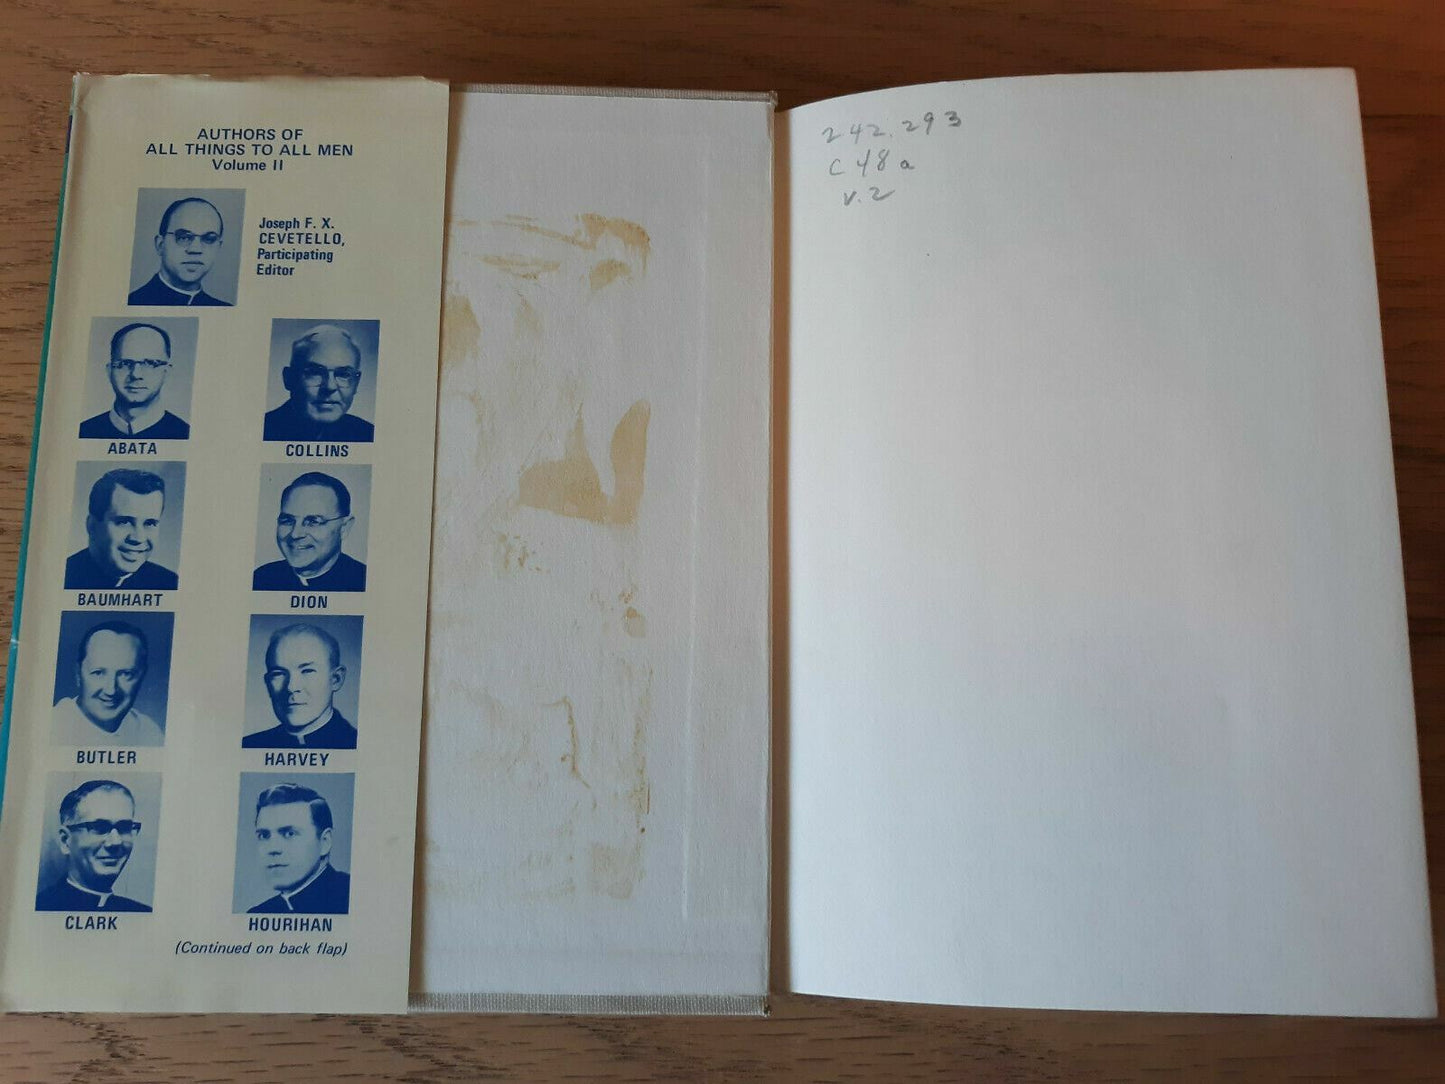 AUTHORS OF
ALL THINGS TO ALL MEN
Volume II
Joseph F. X.
CEVETELLO,
Participating
Editor
ABATA
COLLINS
BAUMHART
DION
BUTLER
HARVEY
CLARK
HOURIHAN
(Continued on back flap)
242.293
C48a
v.2